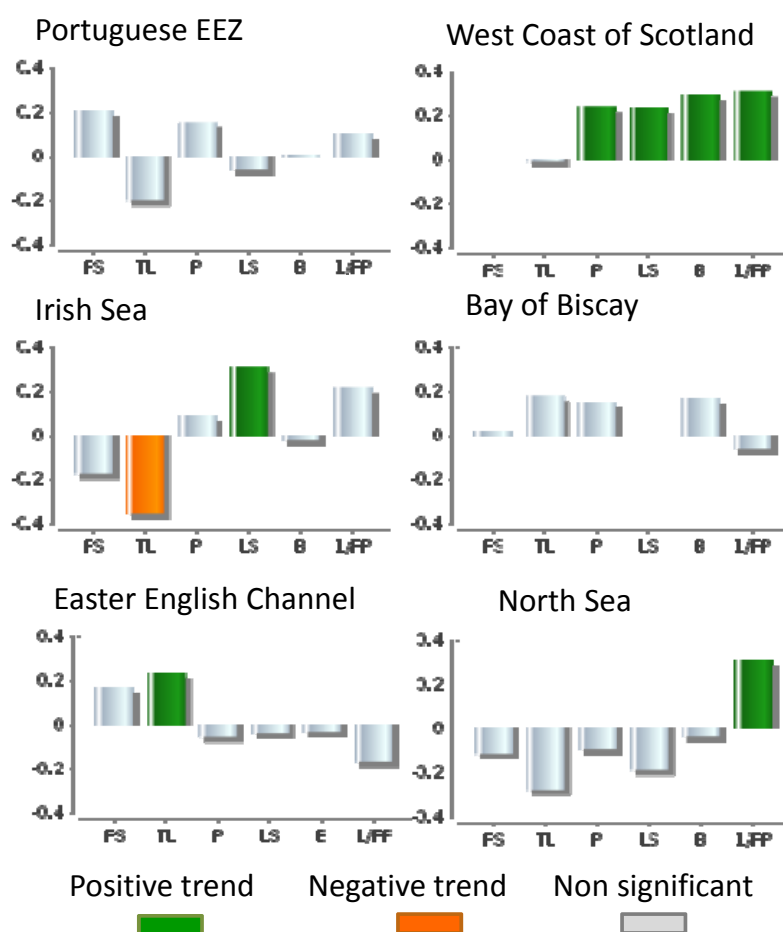 Portuguese EEZ
0.4
0.2
0
-0.2
-0.4
FS TL P LS B 1/FP
West Coast of Scotland
0.4
0.2
0
-0.2
-0.4
FS TL P LS B 1/FP
Irish Sea
0.4
0.2
0
-0.2
-0.4
FS TL P LS B 1/FP
Bay of Biscay
0.4
0.2
0
-0.2
-0.4
FS TL P LS B 1/FP
Easter English Channel
0.4
0.2
0
-0.2
-0.4
FS TL P LS
North Sea
0.4
0.2
0
-0.2
-0.4
FS TL P LS B 1/FP
Positive trend Negative trend Non significant